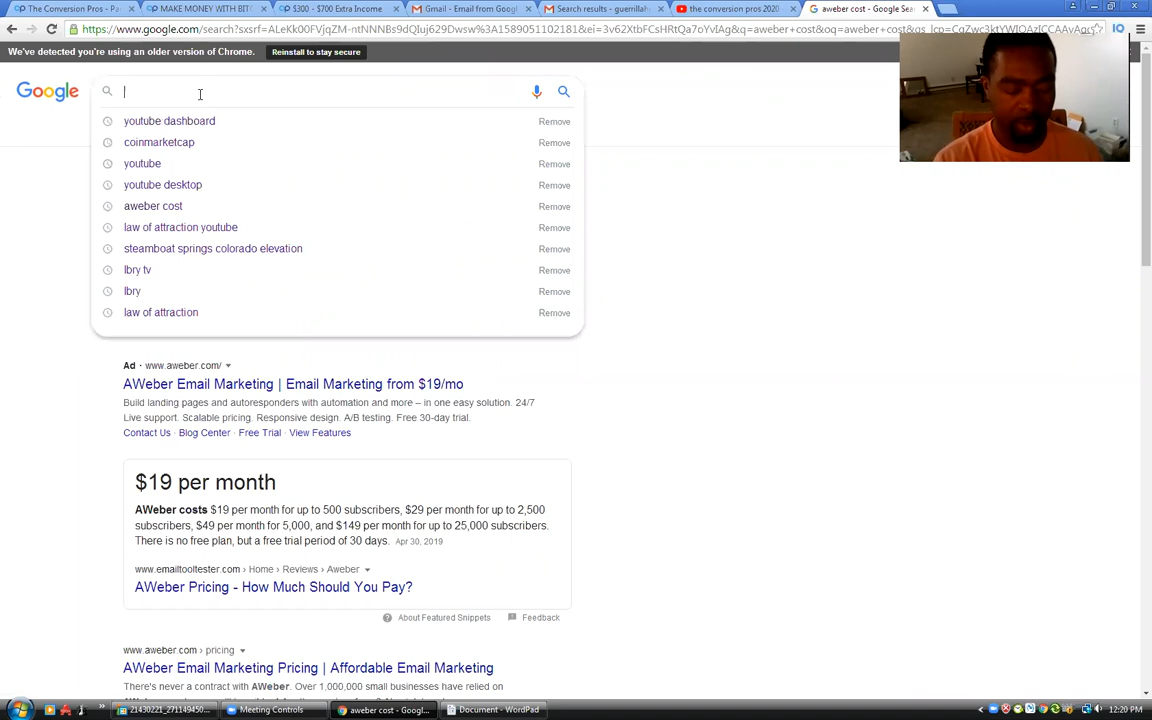 The Conversion Pros - Pa
MAKE MONEY WITH BIT
$300 - $700 Extra Income
Gmail - Email from Googl
Search results - guerrillah
the conversion pros 2020
aweber cost - Google Sea
We've detected you're using an older version of Chrome.
Reinstall to stay secure
Google
youtube dashboard Remove
coinmarketcap Remove
youtube Remove
youtube desktop Remove
aweber cost Remove
law of attraction youtube Remove
steamboat springs colorado elevation Remove
lbry tv Remove
lbry Remove
law of attraction Remove
Ad · www.aweber.com/
AWeber Email Marketing | Email Marketing from $19/mo
Build landing pages and autoresponders with automation and more – in one easy solution. 24/7
Live support. Scalable pricing. Responsive design. A/B testing. Free 30-day trial.
Contact Us · Blog Center · Free Trial · View Features
$19 per month
AWeber costs $19 per month for up to 500 subscribers, $29 per month for up to 2,500
subscribers, $49 per month for 5,000, and $149 per month for up to 25,000 subscribers.
There is no free plan, but a free trial period of 30 days. Apr 30, 2019
www.emailtooltester.com › Home › Reviews › Aweber
AWeber Pricing - How Much Should You Pay?
About Featured Snippets Feedback
www.aweber.com › pricing
AWeber Email Marketing Pricing | Affordable Email Marketing
There's never a contract with AWeber. Over 1,000,000 small businesses have relied on
21430221_271149450...
Meeting Controls
aweber cost - Googl...
Document - WordPad
12:20 PM